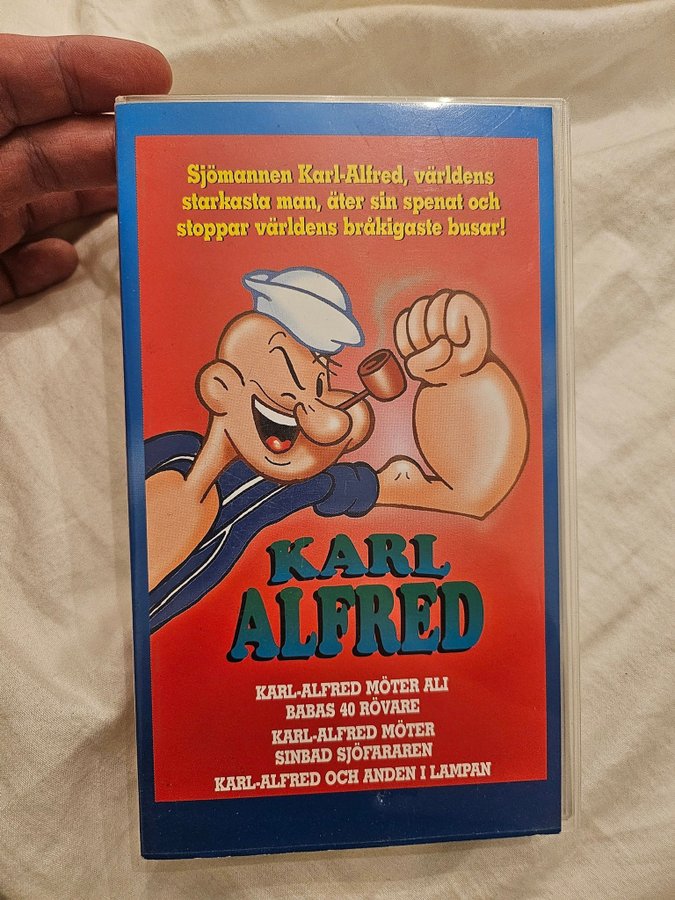 Sjömannen Karl-Alfred, världens
starkasta man, äter sin spenat och
stoppar världens bråkigaste busar!
KARL
ALFRED
KARL-ALFRED MÖTER ALI
BABAS 40 RÖVARE
KARL-ALFRED MÖTER
SINBAD SJÖFARAREN
KARL-ALFRED OCH ANDEN I LAMPAN